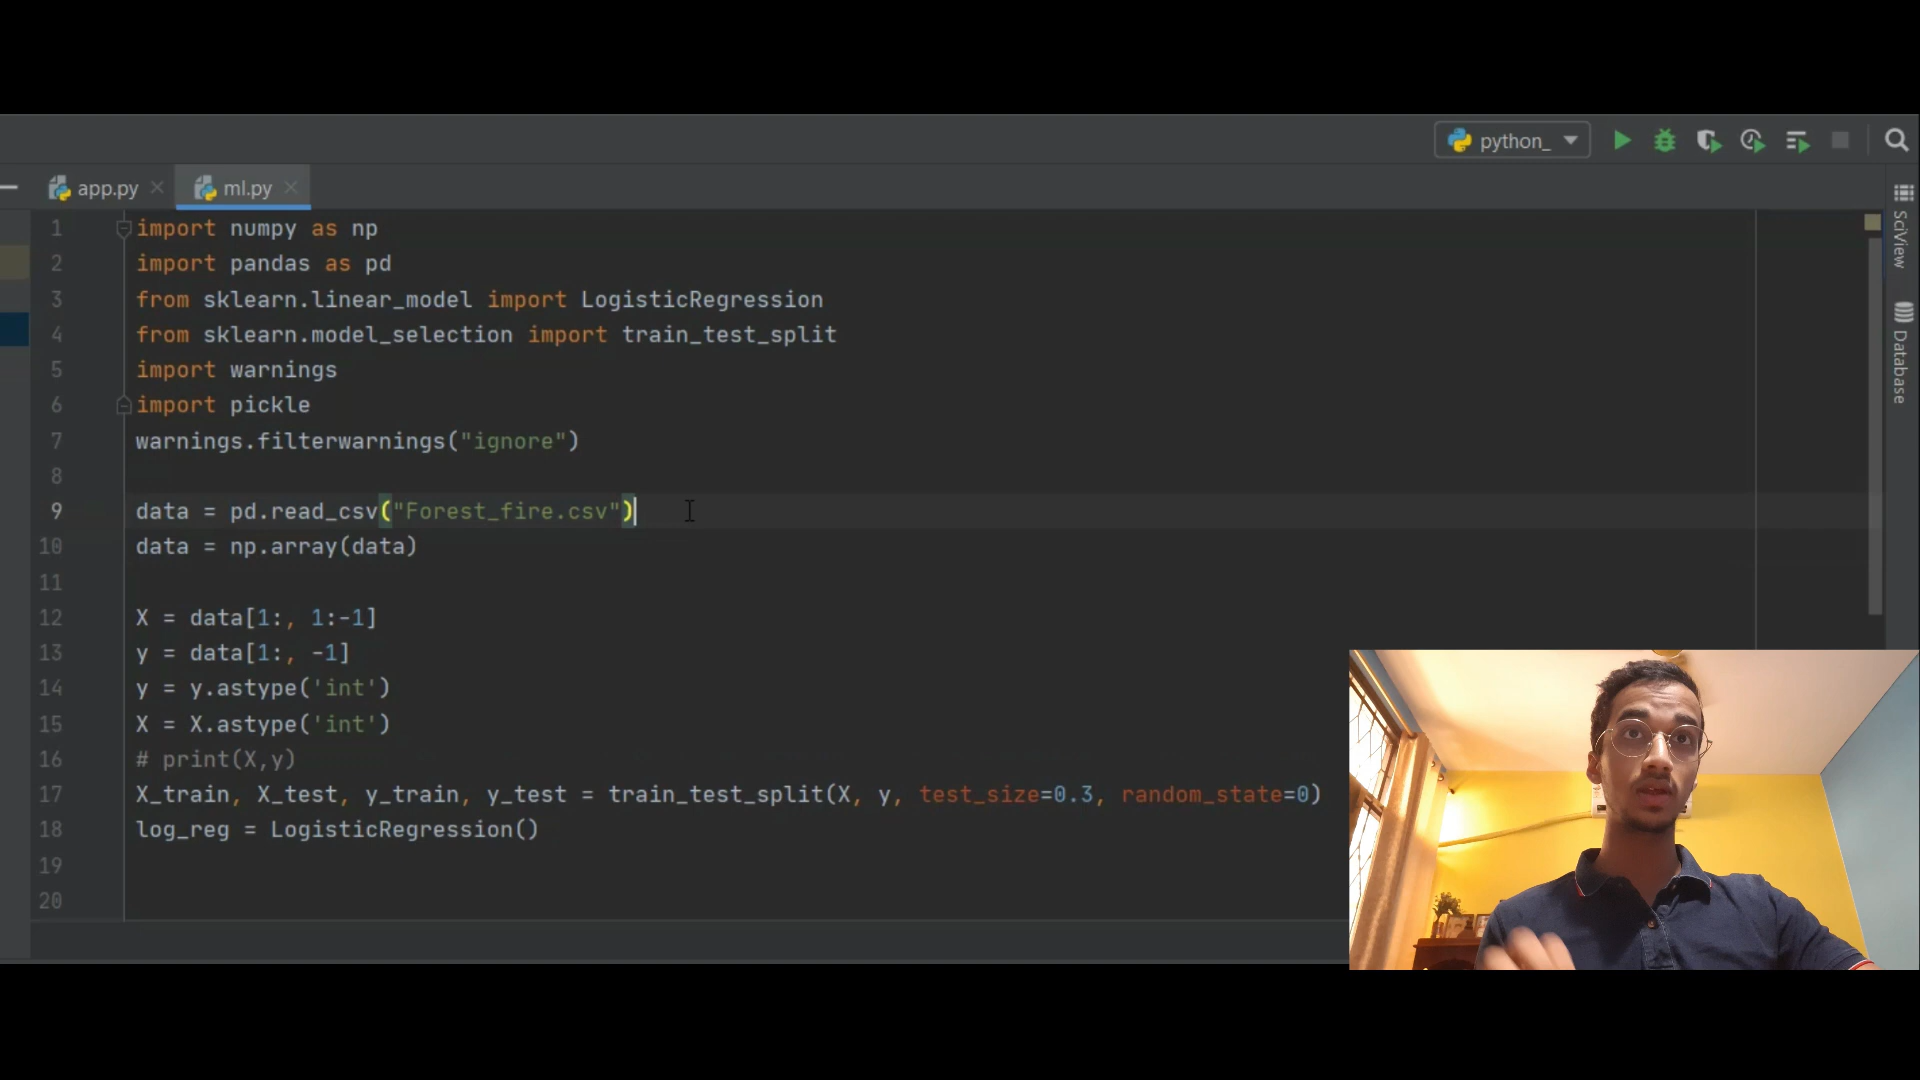 python_
app.py
ml.py
SciView
Database
1 import numpy as np
2 import pandas as pd
3 from sklearn.linear_model import LogisticRegression
4 from sklearn.model_selection import train_test_split
5 import warnings
6 import pickle
7 warnings.filterwarnings("ignore")
8
9 data = pd.read_csv("Forest_fire.csv")
10 data = np.array(data)
11
12 X = data[1:, 1:-1]
13 y = data[1:, -1]
14 y = y.astype('int')
15 X = X.astype('int')
16 # print(X,y)
17 X_train, X_test, y_train, y_test = train_test_split(X, y, test_size=0.3, random_state=0)
18 log_reg = LogisticRegression()
19
20